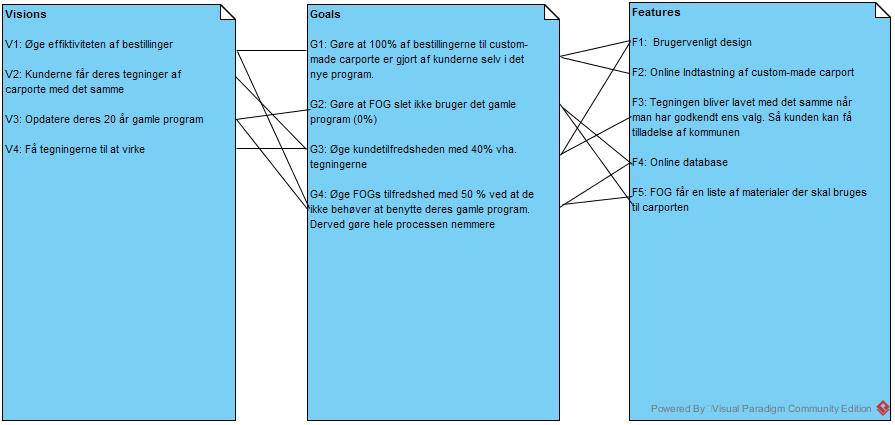 Visions
V1: Øge effiktiviteten af bestillinger
V2: Kunderne får deres tegninger af
carporte med det samme
V3: Opdatere deres 20 år gamle program
V4: Få tegningerne til at virke
Goals
G1: Gøre at 100% af bestillingerne til custom-
made carporte er gjort af kunderne selv i det
nye program.
G2: Gøre at FOG slet ikke bruger det gamle
program (0%)
G3: Øge kundetilfredsheden med 40% vha.
tegningerne
G4: Øge FOGs tilfredshed med 50 % ved at de
ikke behøver at benytte deres gamle program.
Derved gøre hele processen nemmere
Features
F1: Brugervenligt design
F2: Online Indtastning af custom-made carport
F3: Tegningen bliver lavet med det samme når
man har godkendt ens valg. Så kunden kan få
tilladelse af kommunen
F4: Online database
F5: FOG får en liste af materialer der skal bruges
til carporten
Powered By Visual Paradigm Community Edition